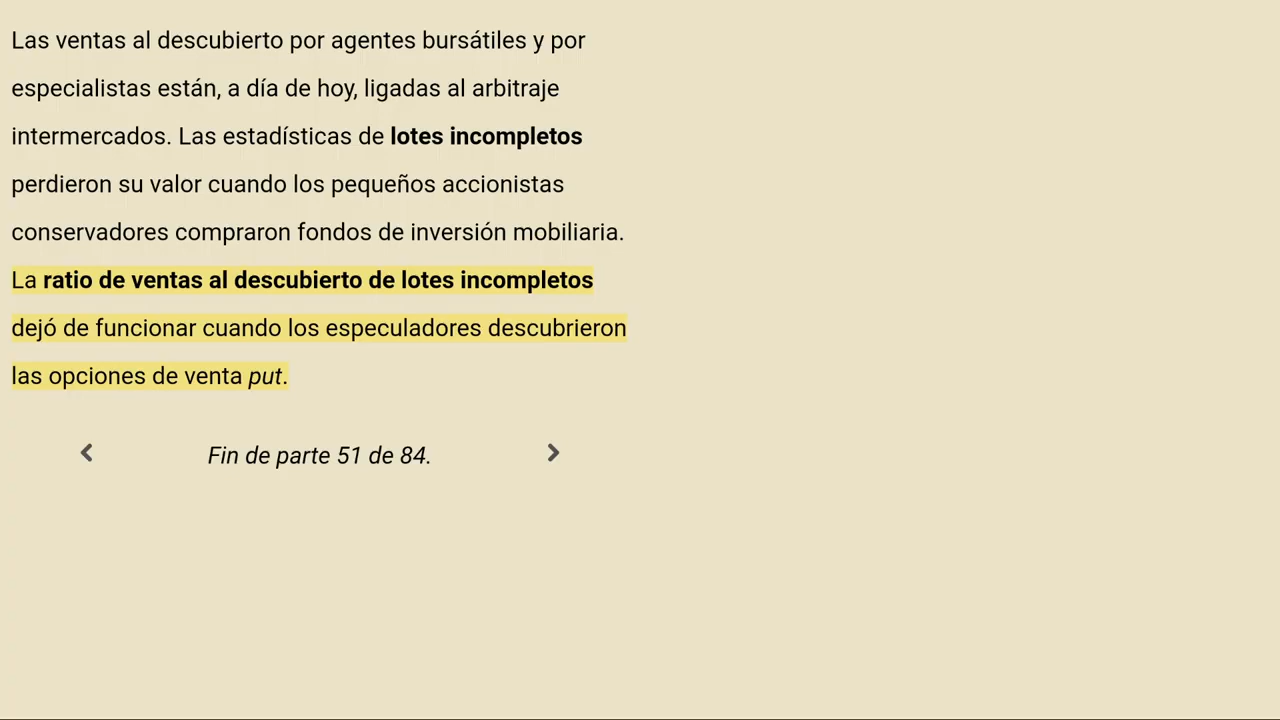 Las ventas al descubierto por agentes bursátiles y por
especialistas están, a día de hoy, ligadas al arbitraje
intermercados. Las estadísticas de lotes incompletos
perdieron su valor cuando los pequeños accionistas
conservadores compraron fondos de inversión mobiliaria.
La ratio de ventas al descubierto de lotes incompletos
dejó de funcionar cuando los especuladores descubrieron
las opciones de venta put.
Fin de parte 51 de 84.